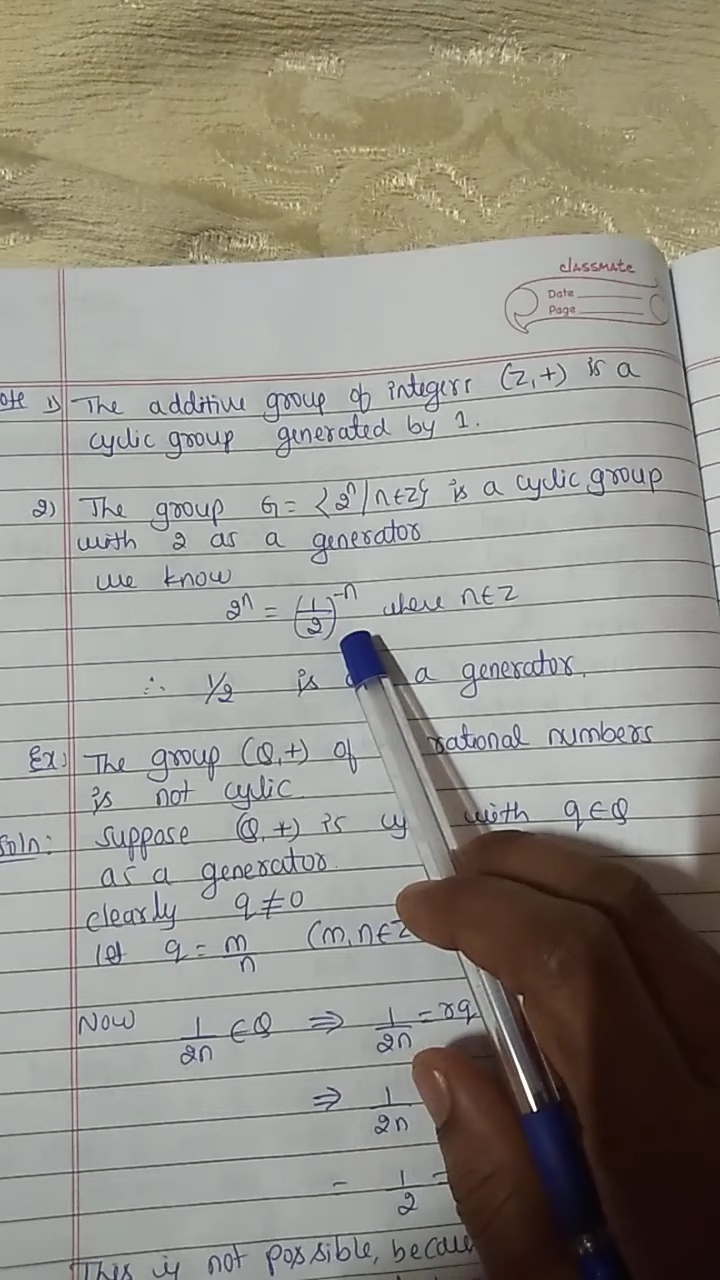 classmate
Date
Page
ote 1) The additive group of integers (Z,+) is a
cyclic group generated by 1.
2) The group G = {2ⁿ/n∈Z} is a cyclic group
with 2 as a generator
we know
2ⁿ = (1/2)⁻ⁿ where n∈Z
∴ 1/2 is a generator.
Ex: The group (Q,+) of rational numbers
is not cyclic
Soln: Suppose (Q,+) is cy with q∈Q
as a generator.
clearly q≠0
let q = m/n (m,n∈Z
Now 1/2n ∈Q ⇒ 1/2n = rq
⇒ 1/2n
= 1/2 =
This is not possible, becau